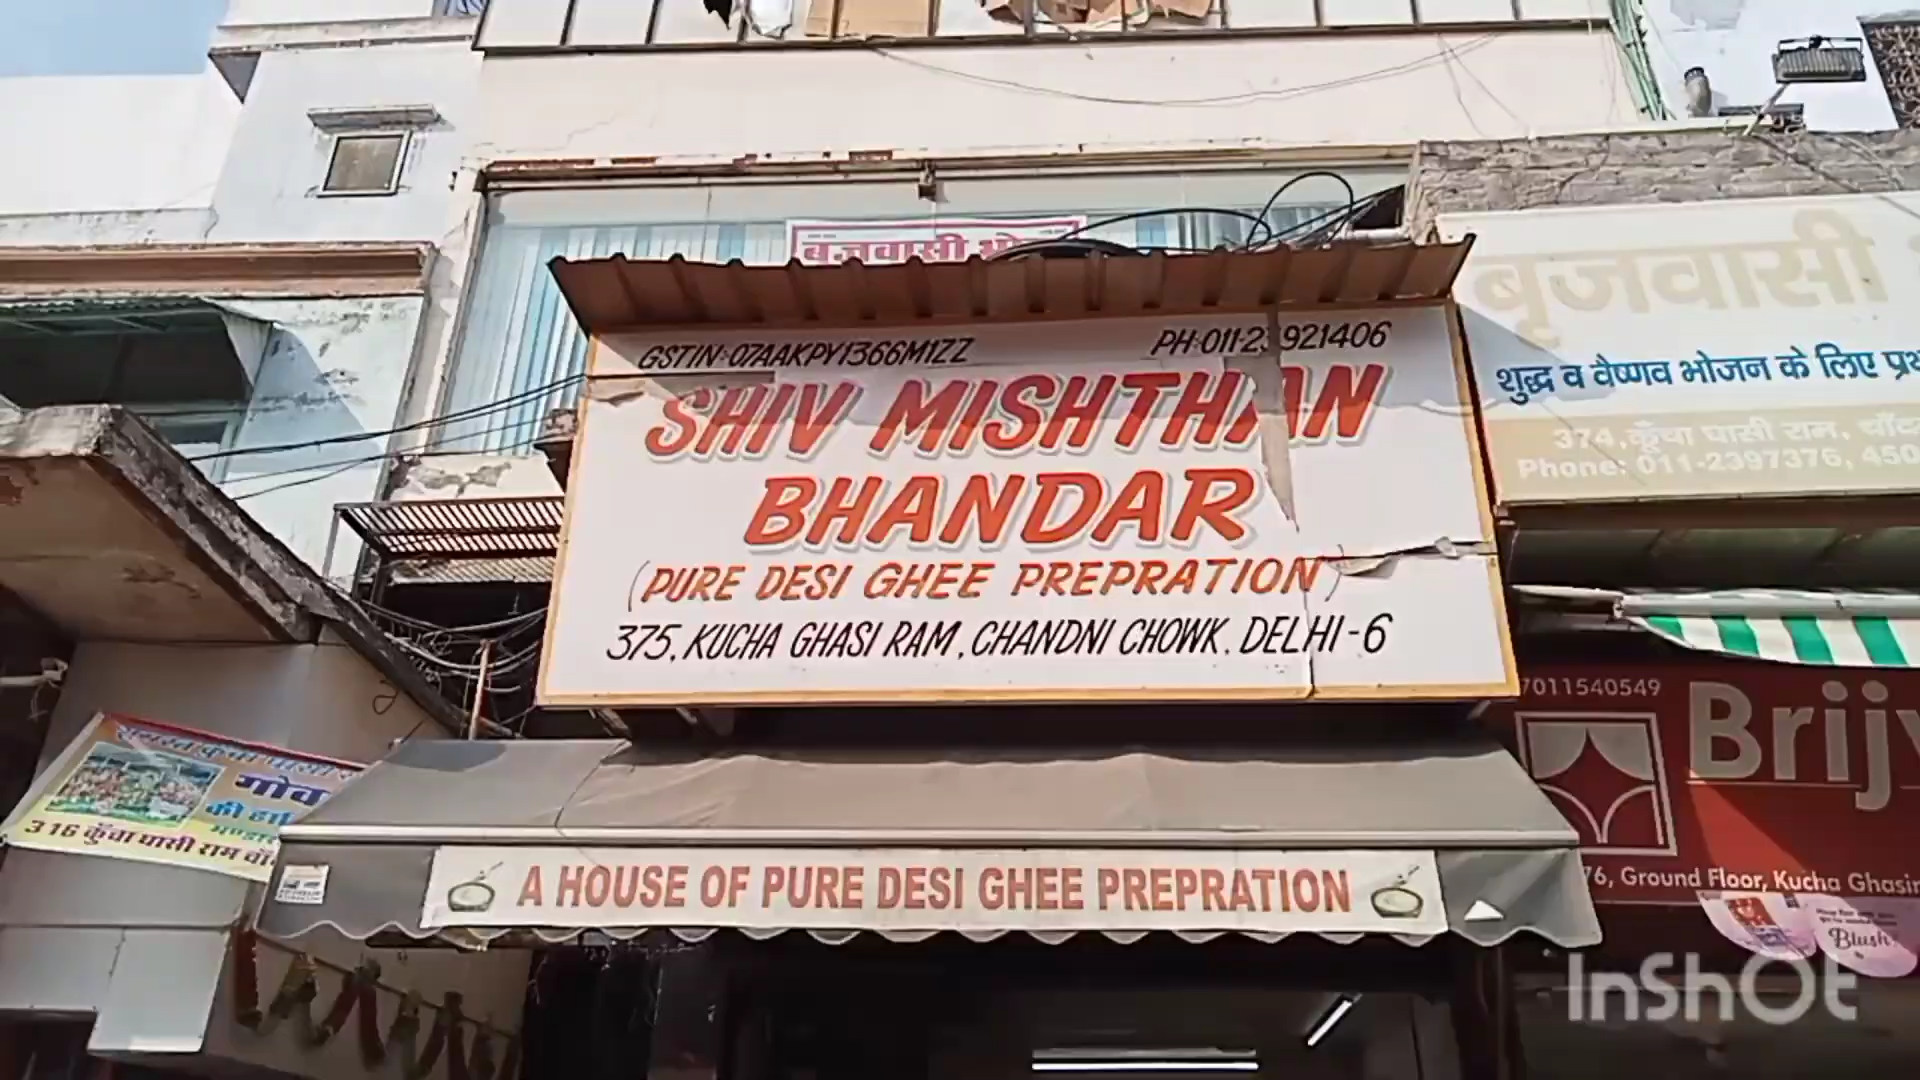 बृजवासी
GSTIN:07AAKPY1366M1ZZ PH:011-23921406
SHIV MISHTHAN
BHANDAR
(PURE DESI GHEE PREPRATION)
375, KUCHA GHASI RAM, CHANDNI CHOWK, DELHI-6
A HOUSE OF PURE DESI GHEE PREPRATION
बृजवासी
शुद्ध व वैष्णव भोजन के लिए
374, कूँचा घासी राम,
Phone: 011-2397376, 450
7011540549
76, Ground Floor, Kucha
Blush
की
316 कूँचा घासी राम
InShOt